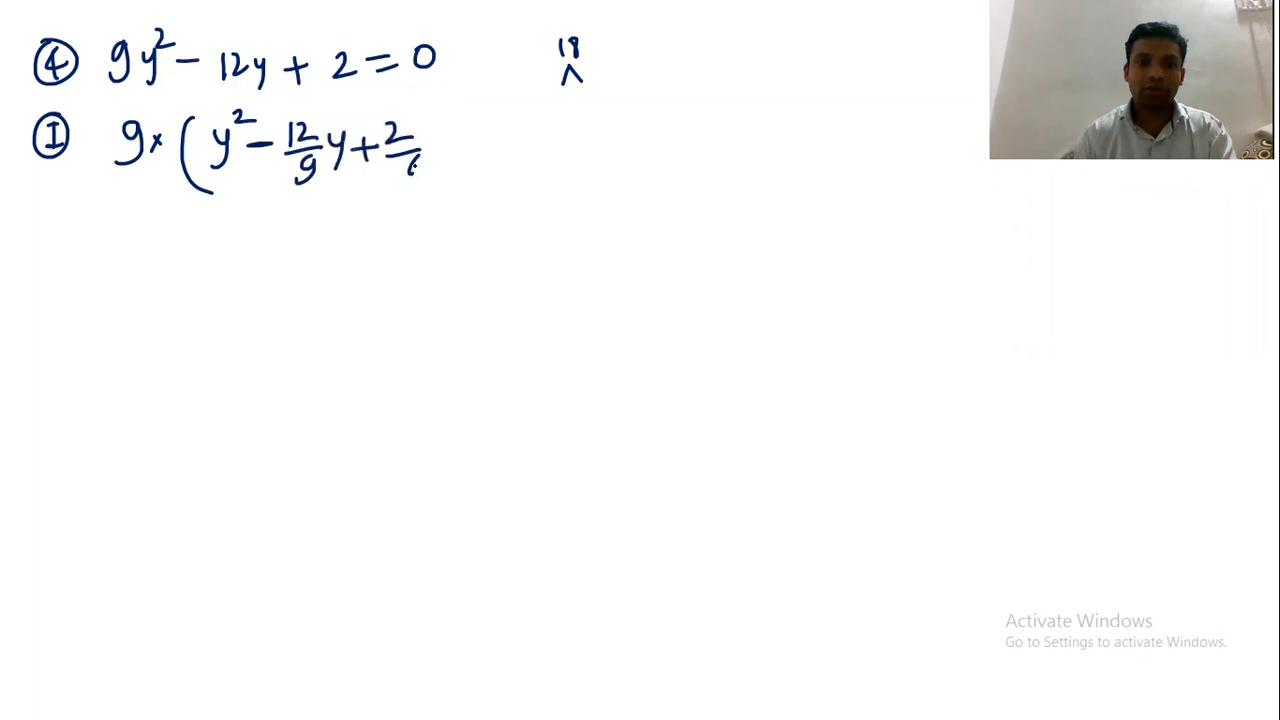 ④ 9y² - 12y + 2 = 0
18
^
Ⓘ 9× ( y² - 12/9 y + 2/
Activate Windows
Go to Settings to activate Windows.